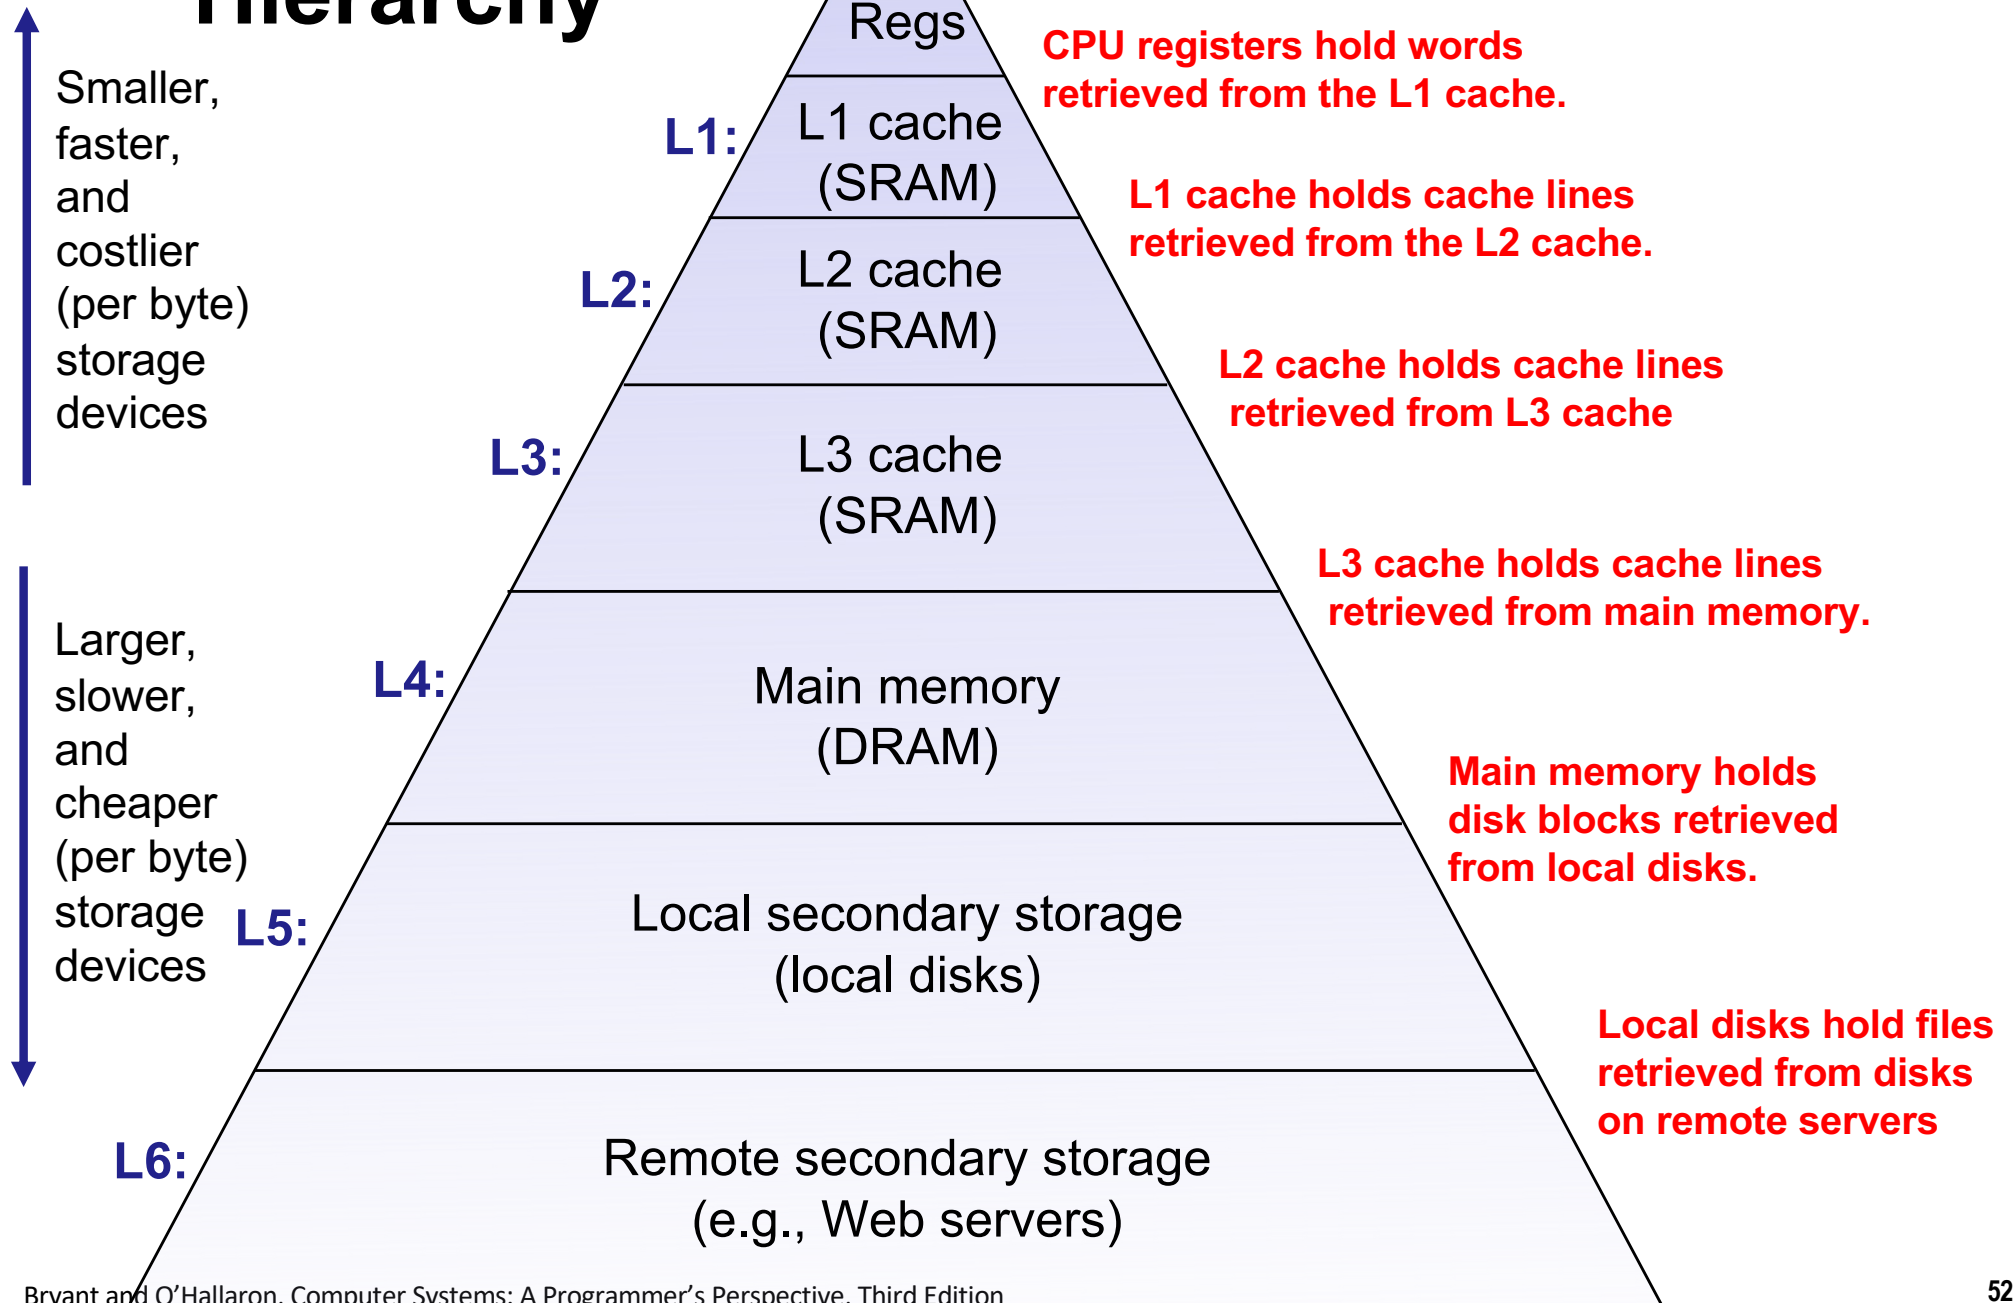 Hierarchy
Smaller,
faster,
and
costlier
(per byte)
storage
devices
Larger,
slower,
and
cheaper
(per byte)
storage
devices
Regs
CPU registers hold words
retrieved from the L1 cache.
L1:
L1 cache
(SRAM)
L1 cache holds cache lines
retrieved from the L2 cache.
L2:
L2 cache
(SRAM)
L2 cache holds cache lines
retrieved from L3 cache
L3:
L3 cache
(SRAM)
L3 cache holds cache lines
retrieved from main memory.
L4:
Main memory
(DRAM)
Main memory holds
disk blocks retrieved
from local disks.
L5:
Local secondary storage
(local disks)
Local disks hold files
retrieved from disks
on remote servers
L6:
Remote secondary storage
(e.g., Web servers)
Bryant and O'Hallaron, Computer Systems: A Programmer's Perspective, Third Edition
52